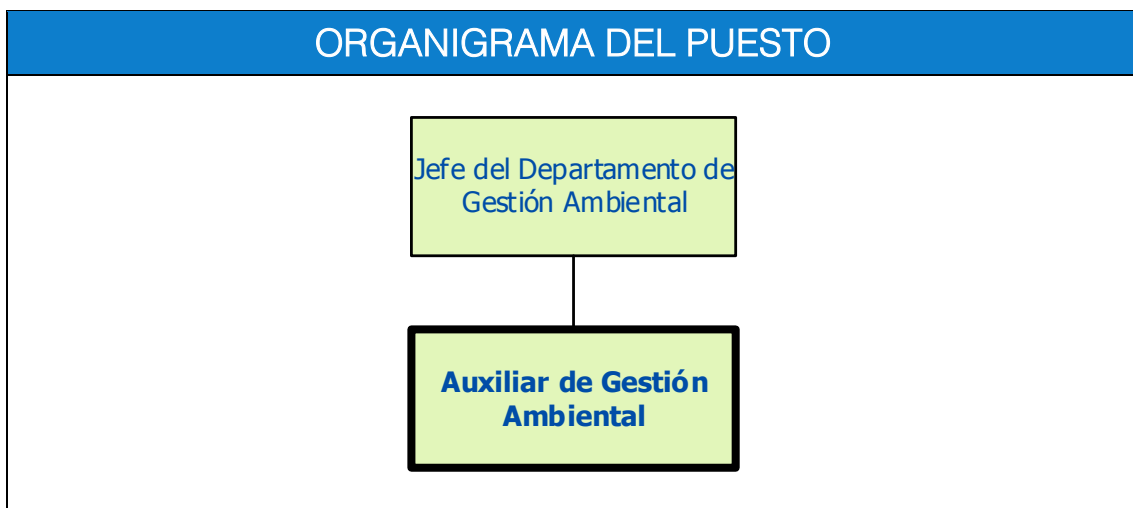 ORGANIGRAMA DEL PUESTO
Jefe del Departamento de
Gestión Ambiental
Auxiliar de Gestión
Ambiental